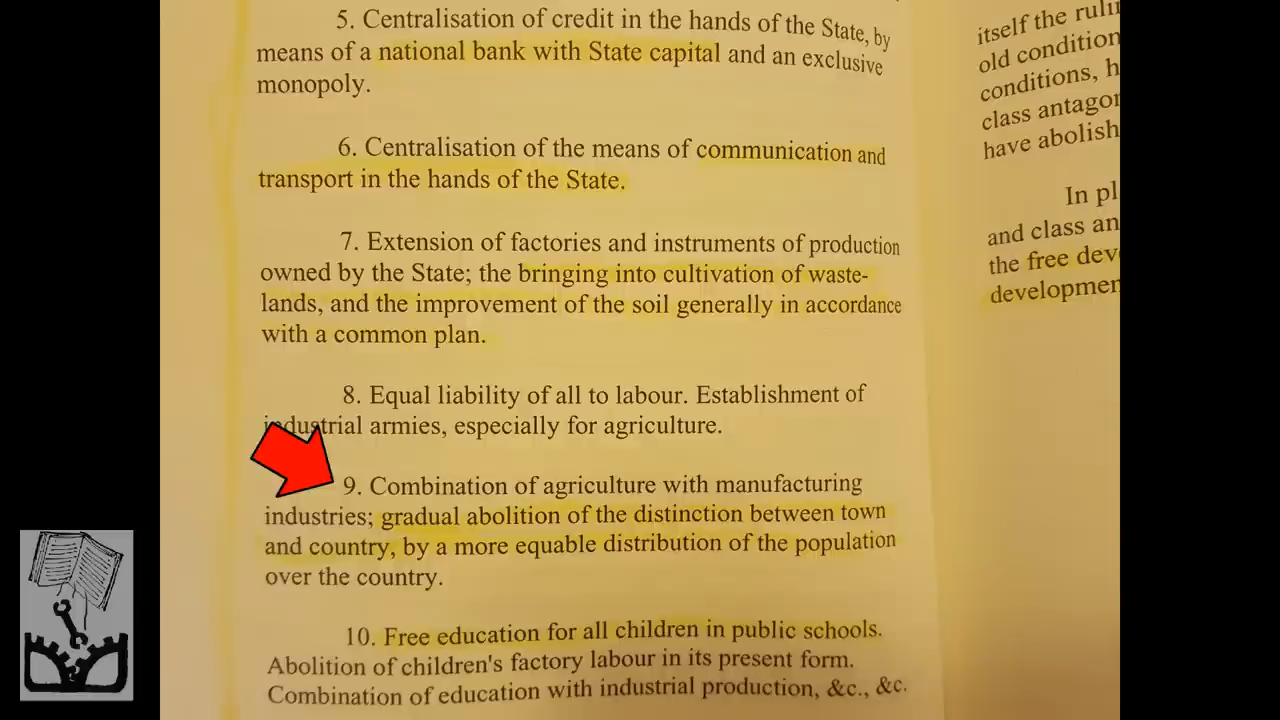 5. Centralisation of credit in the hands of the State, by
means of a national bank with State capital and an exclusive
monopoly.
6. Centralisation of the means of communication and
transport in the hands of the State.
7. Extension of factories and instruments of production
owned by the State; the bringing into cultivation of waste-
lands, and the improvement of the soil generally in accordance
with a common plan.
8. Equal liability of all to labour. Establishment of
industrial armies, especially for agriculture.
9. Combination of agriculture with manufacturing
industries; gradual abolition of the distinction between town
and country, by a more equable distribution of the population
over the country.
10. Free education for all children in public schools.
Abolition of children's factory labour in its present form.
Combination of education with industrial production, &c., &c.
itself the ruli
old condition
conditions, h
class antagor
have abolish
In pl
and class an
the free dev
developmen